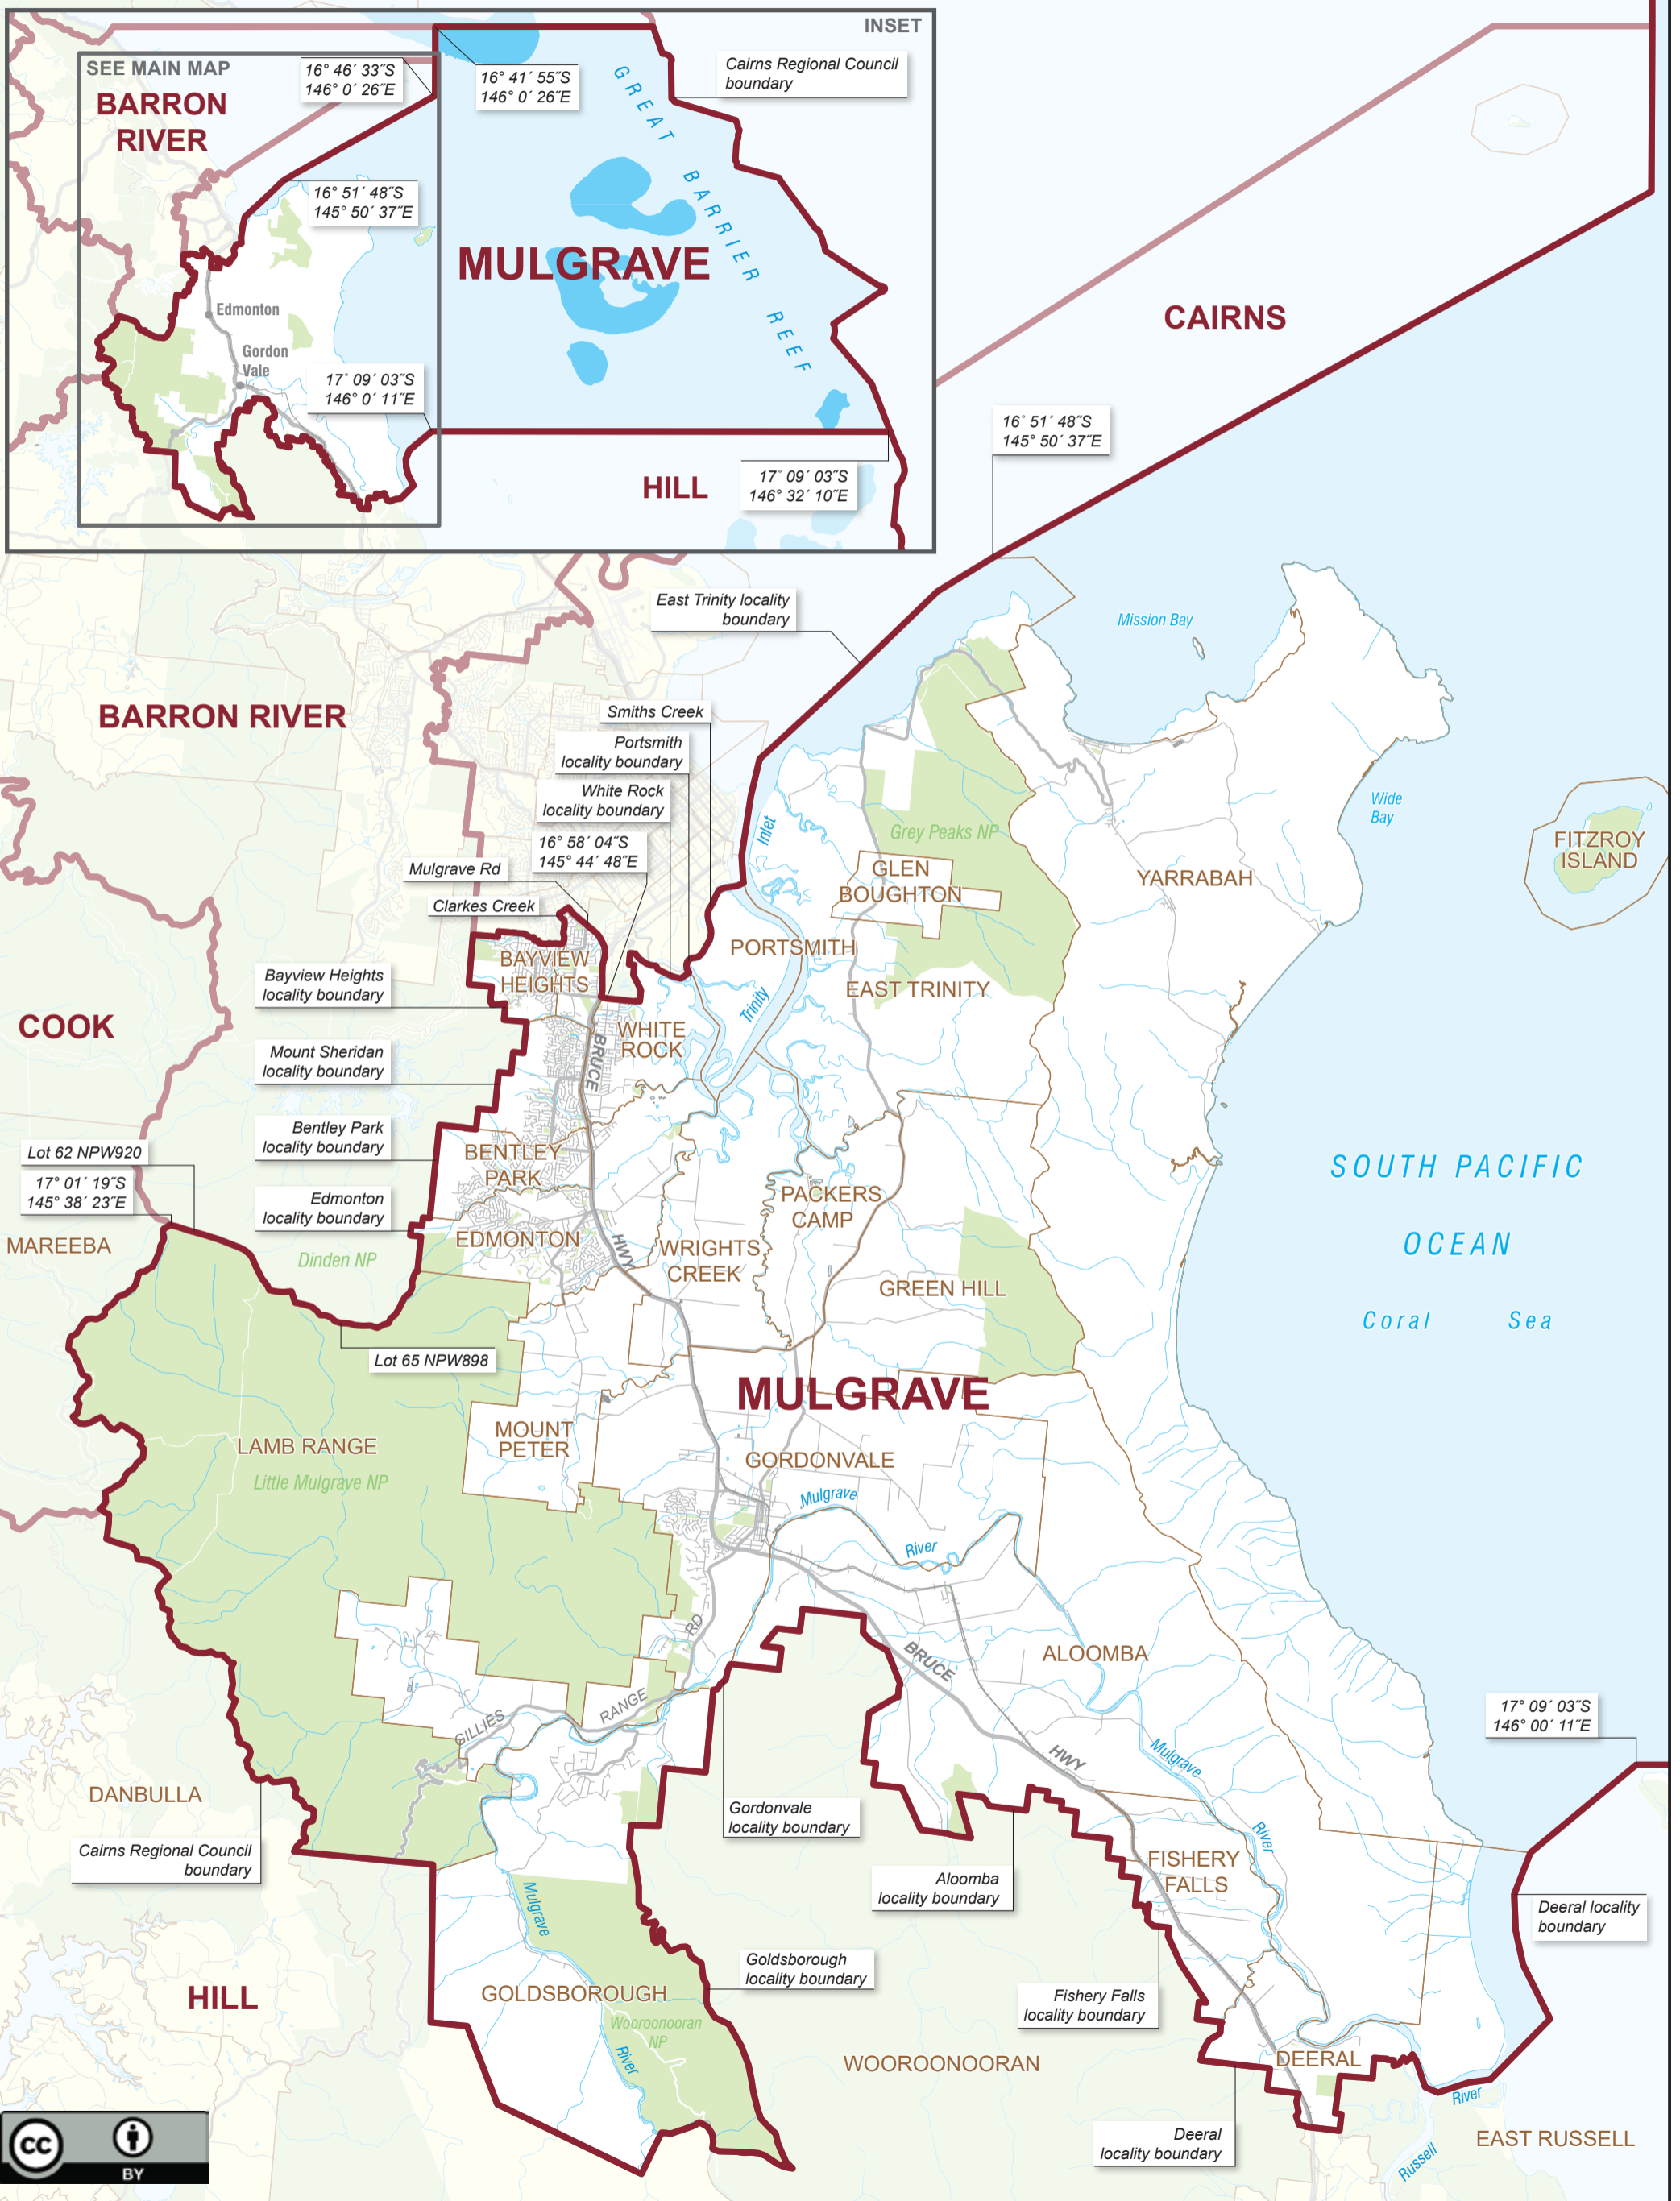 INSET
SEE MAIN MAP
BARRON
RIVER
16° 46´ 33˝S
146° 0´ 26˝E
16° 41´ 55˝S
146° 0´ 26˝E
Cairns Regional Council
boundary
GREAT BARRIER REEF
16° 51´ 48˝S
145° 50´ 37˝E
MULGRAVE
Edmonton
Gordon
Vale
17° 09´ 03˝S
146° 0´ 11˝E
HILL
17° 09´ 03˝S
146° 32´ 10˝E
CAIRNS
16° 51´ 48˝S
145° 50´ 37˝E
East Trinity locality
boundary
Mission Bay
BARRON RIVER
Smiths Creek
Portsmith
locality boundary
White Rock
locality boundary
16° 58´ 04˝S
145° 44´ 48˝E
Mulgrave Rd
Clarkes Creek
Inlet
Grey Peaks NP
GLEN
BOUGHTON
Wide
Bay
FITZROY
ISLAND
YARRABAH
PORTSMITH
BAYVIEW
HEIGHTS
Bayview Heights
locality boundary
EAST TRINITY
Trinity
COOK
WHITE
ROCK
BRUCE
Mount Sheridan
locality boundary
Bentley Park
locality boundary
BENTLEY
PARK
Lot 62 NPW920
17° 01´ 19˝S
145° 38´ 23˝E
SOUTH PACIFIC
OCEAN
Coral Sea
PACKERS
CAMP
Edmonton
locality boundary
MAREEBA
Dinden NP
EDMONTON
HWY
WRIGHTS
CREEK
GREEN HILL
Lot 65 NPW898
MULGRAVE
LAMB RANGE
Little Mulgrave NP
MOUNT
PETER
GORDONVALE
Mulgrave
River
RD
BRUCE
ALOOMBA
GILLIES
RANGE
HWY
Mulgrave
River
17° 09´ 03˝S
146° 00´ 11˝E
DANBULLA
Gordonvale
locality boundary
Cairns Regional Council
boundary
Aloomba
locality boundary
FISHERY
FALLS
Deeral locality
boundary
Mulgrave
Goldsborough
locality boundary
HILL
GOLDSBOROUGH
Wooroonooran
NP
River
Fishery Falls
locality boundary
WOOROONOORAN
DEERAL
River
Deeral
locality boundary
EAST RUSSELL
Russell
cc
BY